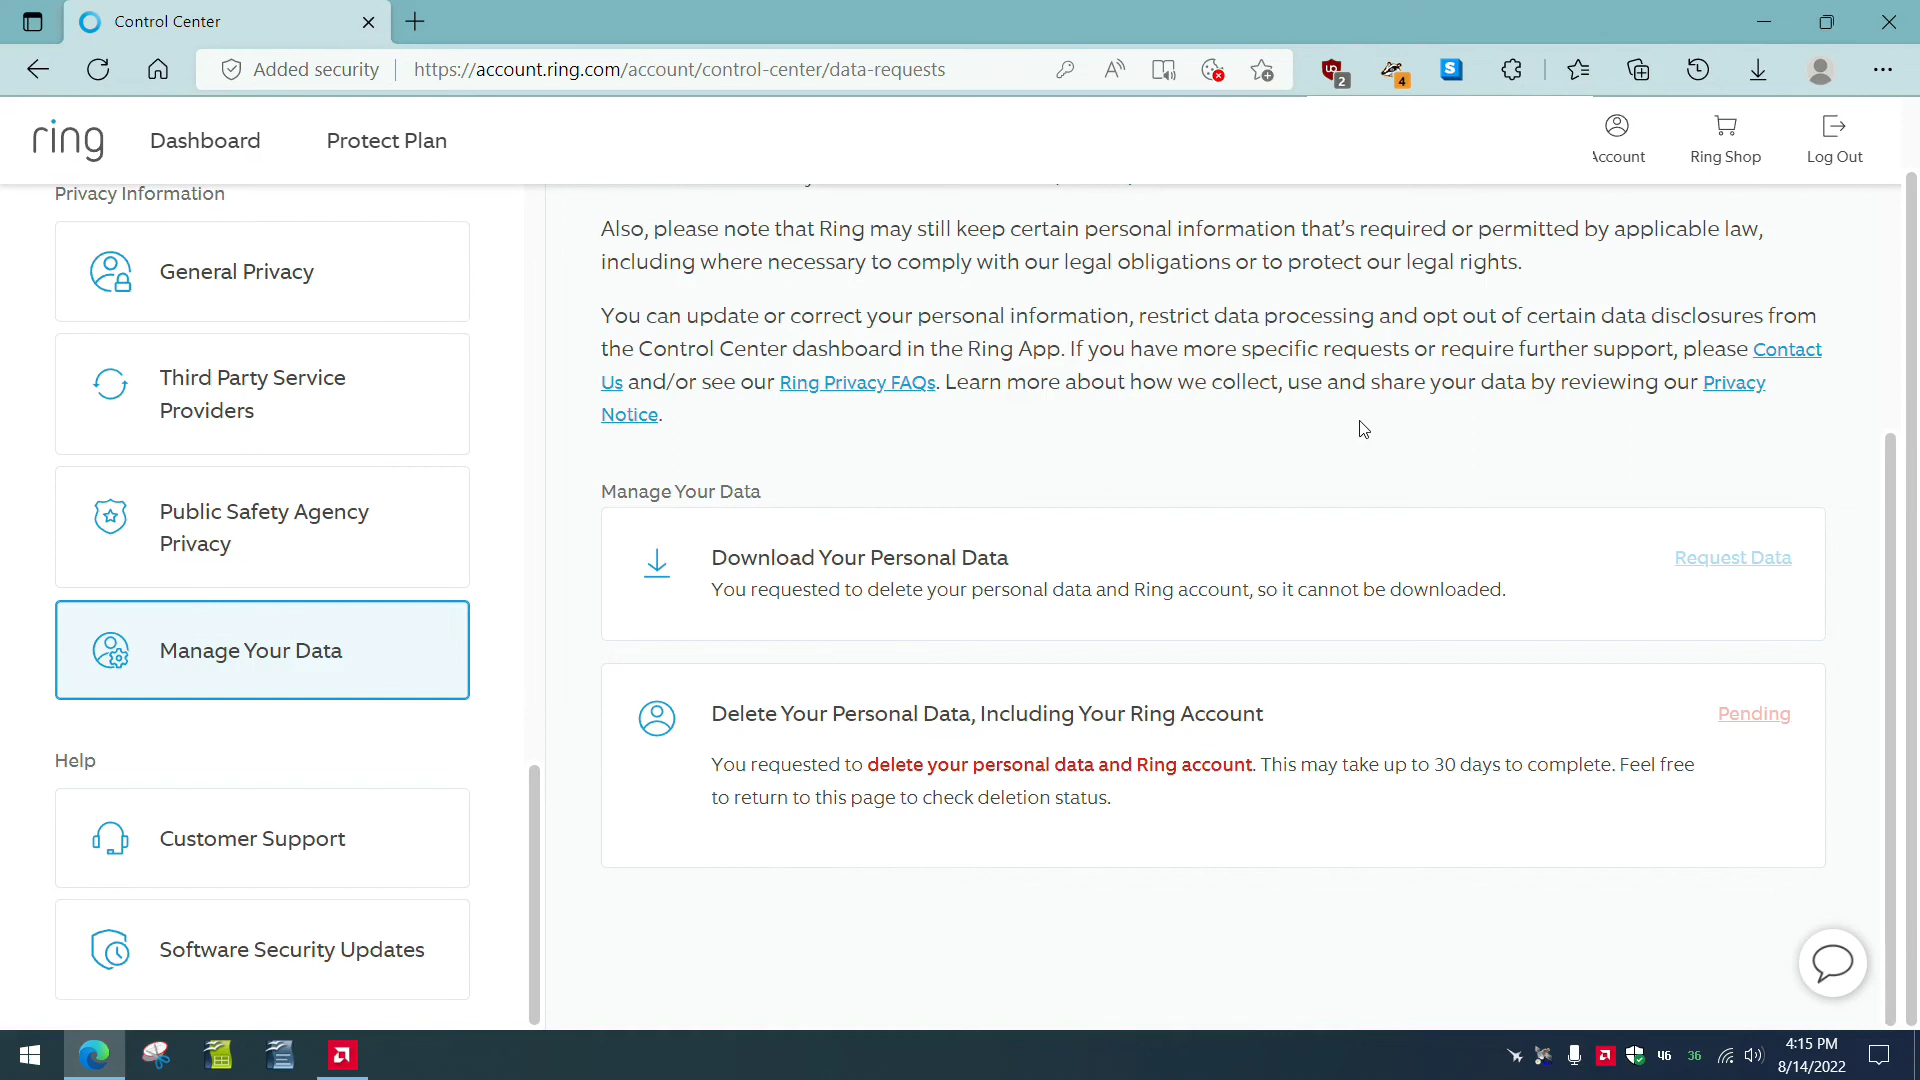 Control Center
Added security
https://account.ring.com/account/control-center/data-requests
2
4
ring
Dashboard
Protect Plan
Account
Ring Shop
Log Out
Privacy Information
General Privacy
Third Party Service
Providers
Public Safety Agency
Privacy
Manage Your Data
Help
Customer Support
Software Security Updates
Also, please note that Ring may still keep certain personal information that's required or permitted by applicable law,
including where necessary to comply with our legal obligations or to protect our legal rights.
You can update or correct your personal information, restrict data processing and opt out of certain data disclosures from
the Control Center dashboard in the Ring App. If you have more specific requests or require further support, please Contact
Us and/or see our Ring Privacy FAQs. Learn more about how we collect, use and share your data by reviewing our Privacy
Notice.
Manage Your Data
Download Your Personal Data
Request Data
You requested to delete your personal data and Ring account, so it cannot be downloaded.
Delete Your Personal Data, Including Your Ring Account
Pending
You requested to delete your personal data and Ring account. This may take up to 30 days to complete. Feel free
to return to this page to check deletion status.
36
4:15 PM
8/14/2022